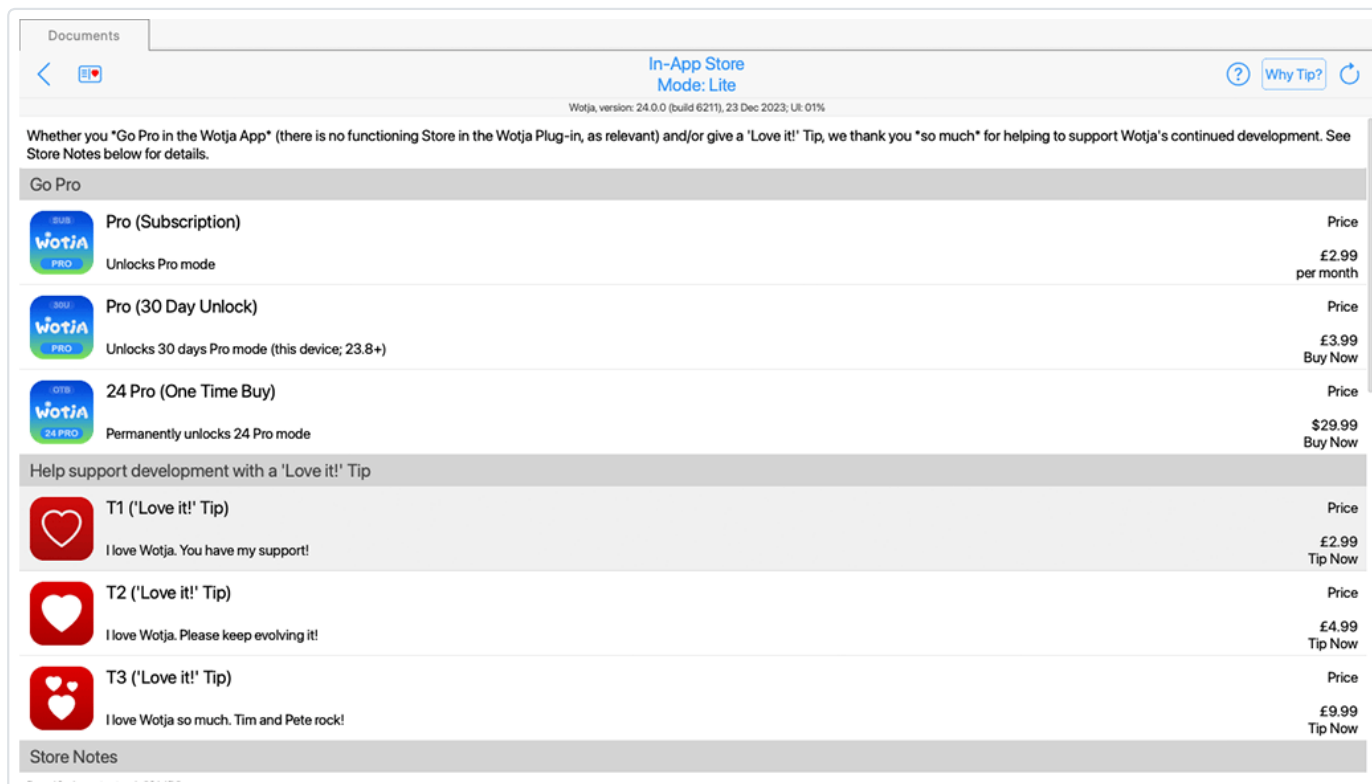 Documents
In-App Store
Mode: Lite
Why Tip?
Wotja, version: 24.0.0 (build 6211), 23 Dec 2023; UI: 01%
Whether you *Go Pro in the Wotja App* (there is no functioning Store in the Wotja Plug-in, as relevant) and/or give a 'Love it!' Tip, we thank you *so much* for helping to support Wotja's continued development. See
Store Notes below for details.
Go Pro
SUB
WOTJA
PRO
Pro (Subscription)
Price
Unlocks Pro mode
£2.99
per month
30U
WOTJA
PRO
Pro (30 Day Unlock)
Price
Unlocks 30 days Pro mode (this device; 23.8+)
£3.99
Buy Now
OTB
WOTJA
24 PRO
24 Pro (One Time Buy)
Price
Permanently unlocks 24 Pro mode
$29.99
Buy Now
Help support development with a 'Love it!' Tip
T1 ('Love it!' Tip)
Price
I love Wotja. You have my support!
£2.99
Tip Now
T2 ('Love it!' Tip)
Price
I love Wotja. Please keep evolving it!
£4.99
Tip Now
T3 ('Love it!' Tip)
Price
I love Wotja so much. Tim and Pete rock!
£9.99
Tip Now
Store Notes